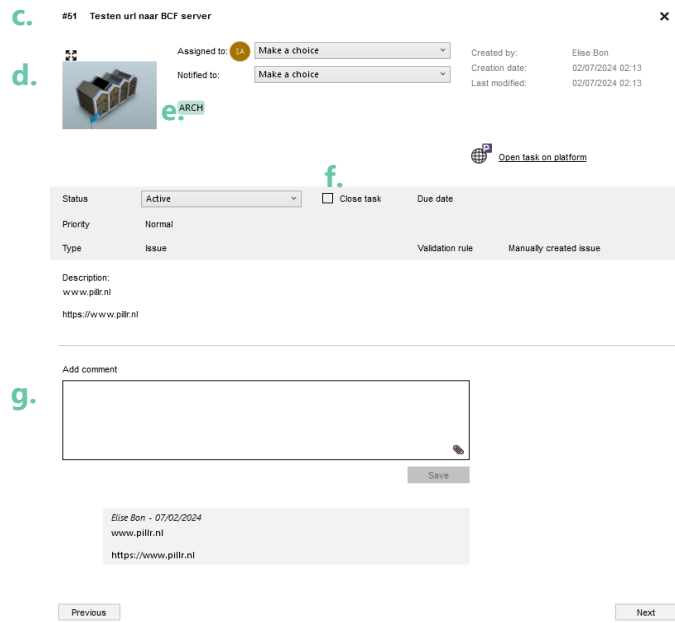 c. #51 Testen url naar BCF server
Assigned to: SA Make a choice Created by: Elise Bon
d. Notified to: Make a choice Creation date: 02/07/2024 02:13
Last modified: 02/07/2024 02:13
e. ARCH
P Open task on platform
f.
Status Active Close task Due date
Priority Normal
Type Issue Validation rule Manually created issue
Description:
www.pillr.nl
https://www.pillr.nl
Add comment
g.
Save
Elise Bon - 07/02/2024
www.pillr.nl
https://www.pillr.nl
Previous Next